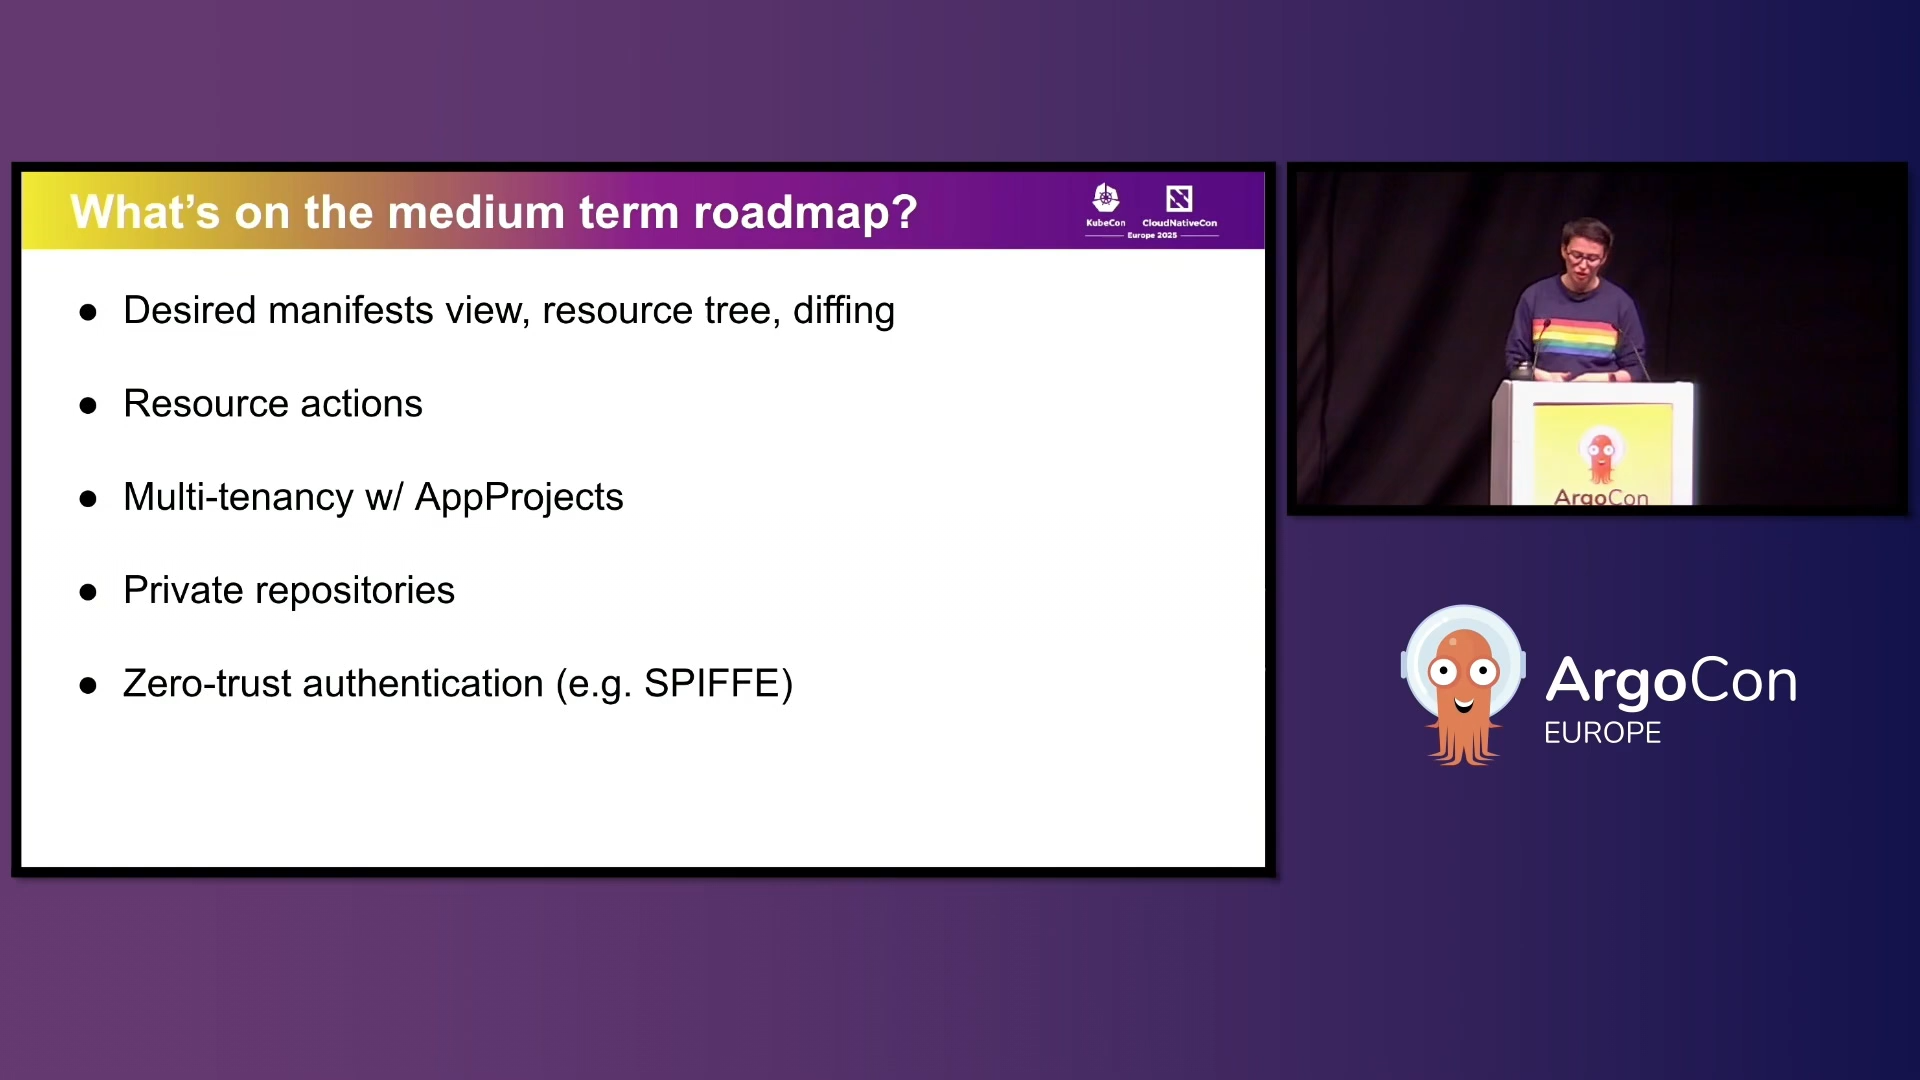 What’s on the medium term roadmap?
KubeCon
CloudNativeCon
Europe 2025
● Desired manifests view, resource tree, diffing
● Resource actions
● Multi-tenancy w/ AppProjects
● Private repositories
● Zero-trust authentication (e.g. SPIFFE)
ArgoCon
ArgoCon
EUROPE